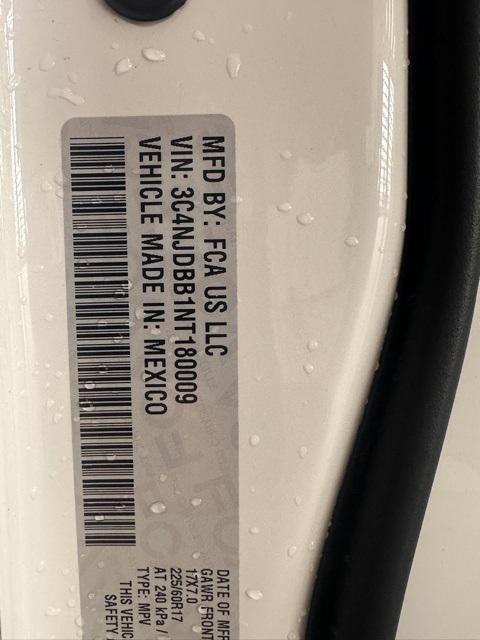 MFD BY: FCA US LLC
VIN: 3C4NJDBB1NT180009
VEHICLE MADE IN: MEXICO
DATE OF MFR
GAWR FRONT
17X7.0
225/60R17
AT 240 kPa /
TYPE: MPV
THIS VEHIC
SAFETY